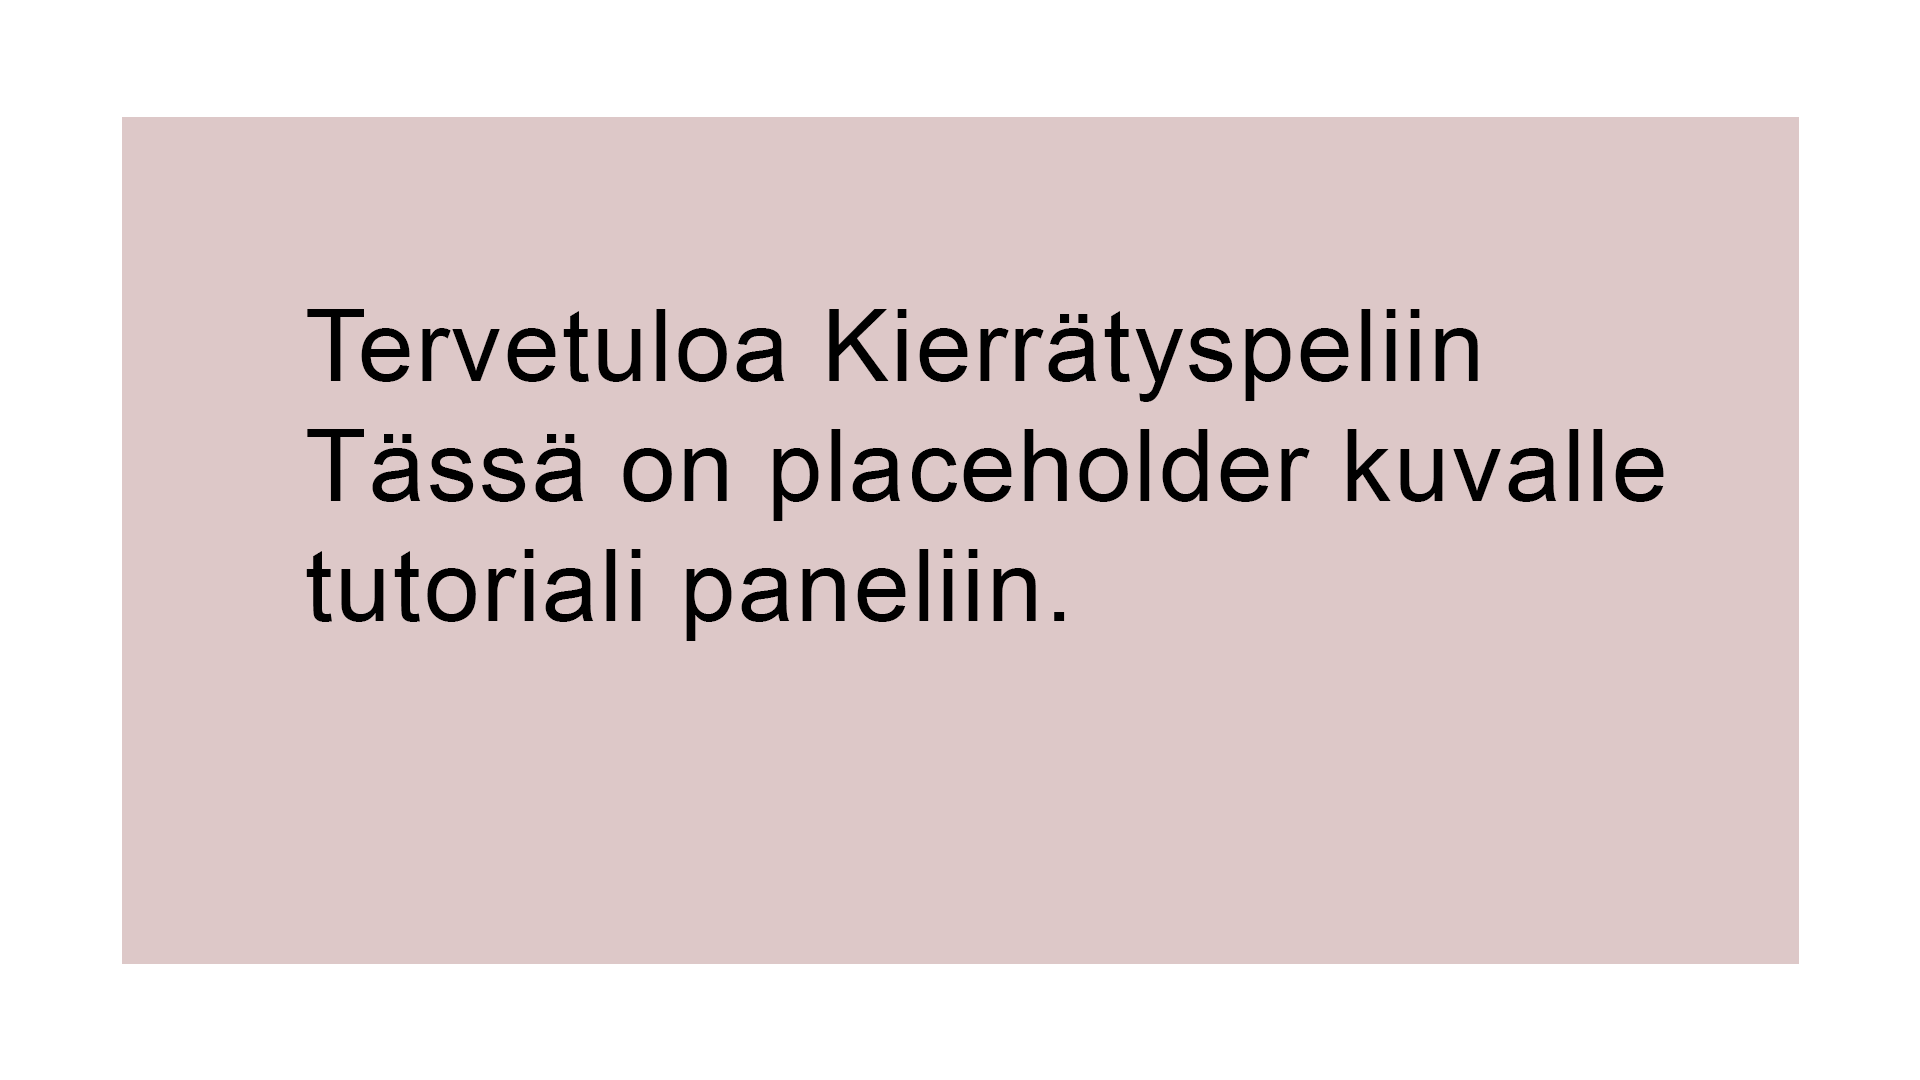 Tervetuloa Kierrätyspeliin
Tässä on placeholder kuvalle
tutoriali paneliin.